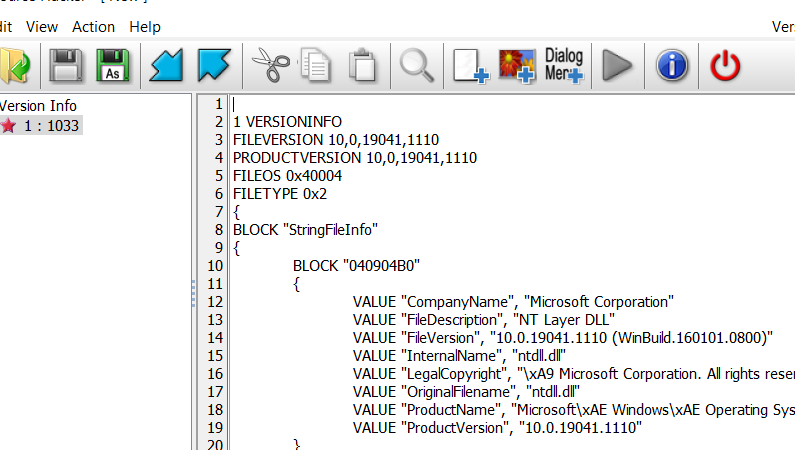 View Action Help
As
Dialog
Version Info
1 : 1033
1
2 1 VERSIONINFO
3 FILEVERSION 10,0,19041,1110
4 PRODUCTVERSION 10,0,19041,1110
5 FILEOS 0x40004
6 FILETYPE 0x2
7 {
8 BLOCK "StringFileInfo"
9 {
10 BLOCK "040904B0"
11 {
12 VALUE "CompanyName", "Microsoft Corporation"
13 VALUE "FileDescription", "NT Layer DLL"
14 VALUE "FileVersion", "10.0.19041.1110 (WinBuild.160101.0800)"
15 VALUE "InternalName", "ntdll.dll"
16 VALUE "LegalCopyright", "\xA9 Microsoft Corporation. All rights rese
17 VALUE "OriginalFilename", "ntdll.dll"
18 VALUE "ProductName", "Microsoft\xAE Windows\xAE Operating Sys
19 VALUE "ProductVersion", "10.0.19041.1110"
20 }